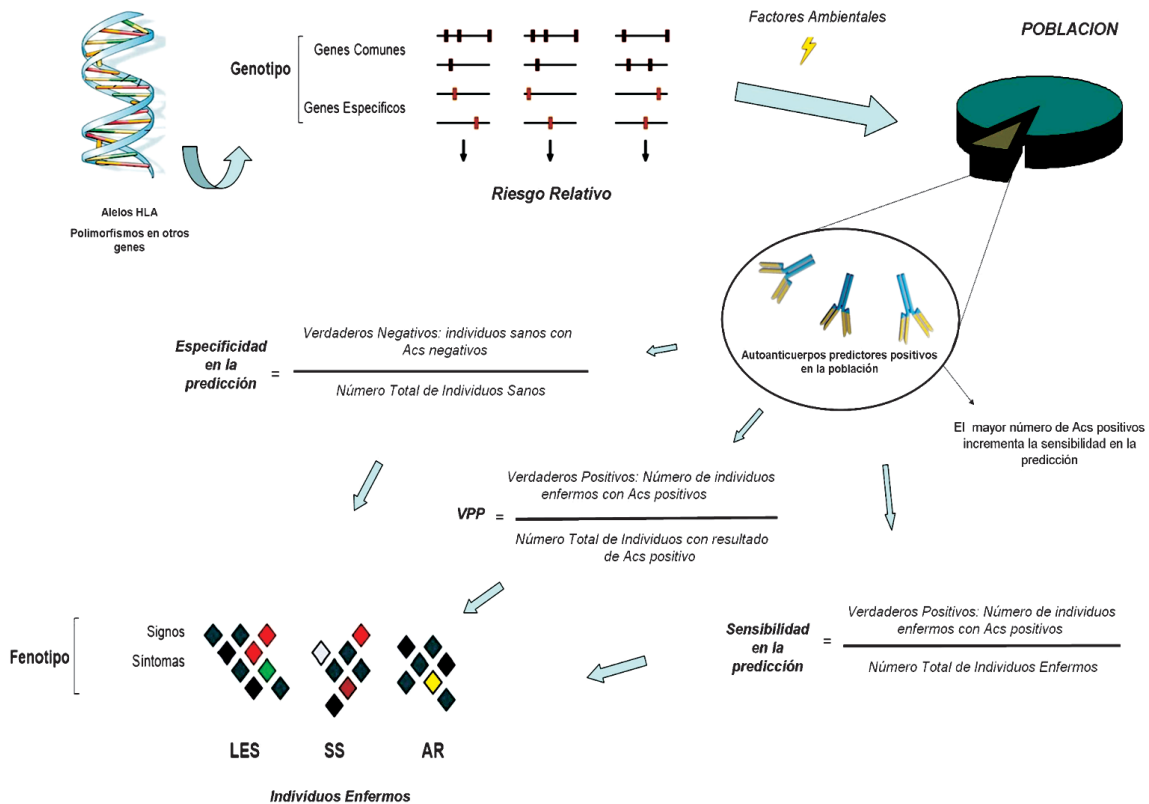 Factores Ambientales
POBLACION
Genotipo
Genes Comunes
Genes Específicos
Riesgo Relativo
Alelos HLA
Polimorfismos en otros
genes
Autoanticuerpos predictores positivos
en la población
El mayor número de Acs positivos
incrementa la sensibilidad en la
predicción
Especificidad
en la
predicción
=
Verdaderos Negativos: individuos sanos con
Acs negativos
Número Total de Individuos Sanos
VPP =
Verdaderos Positivos: Número de individuos
enfermos con Acs positivos
Número Total de Individuos con resultado
de Acs positivo
Sensibilidad
en la
predicción
=
Verdaderos Positivos: Número de individuos
enfermos con Acs positivos
Número Total de Individuos Enfermos
Fenotipo
Signos
Síntomas
LES SS AR
Individuos Enfermos